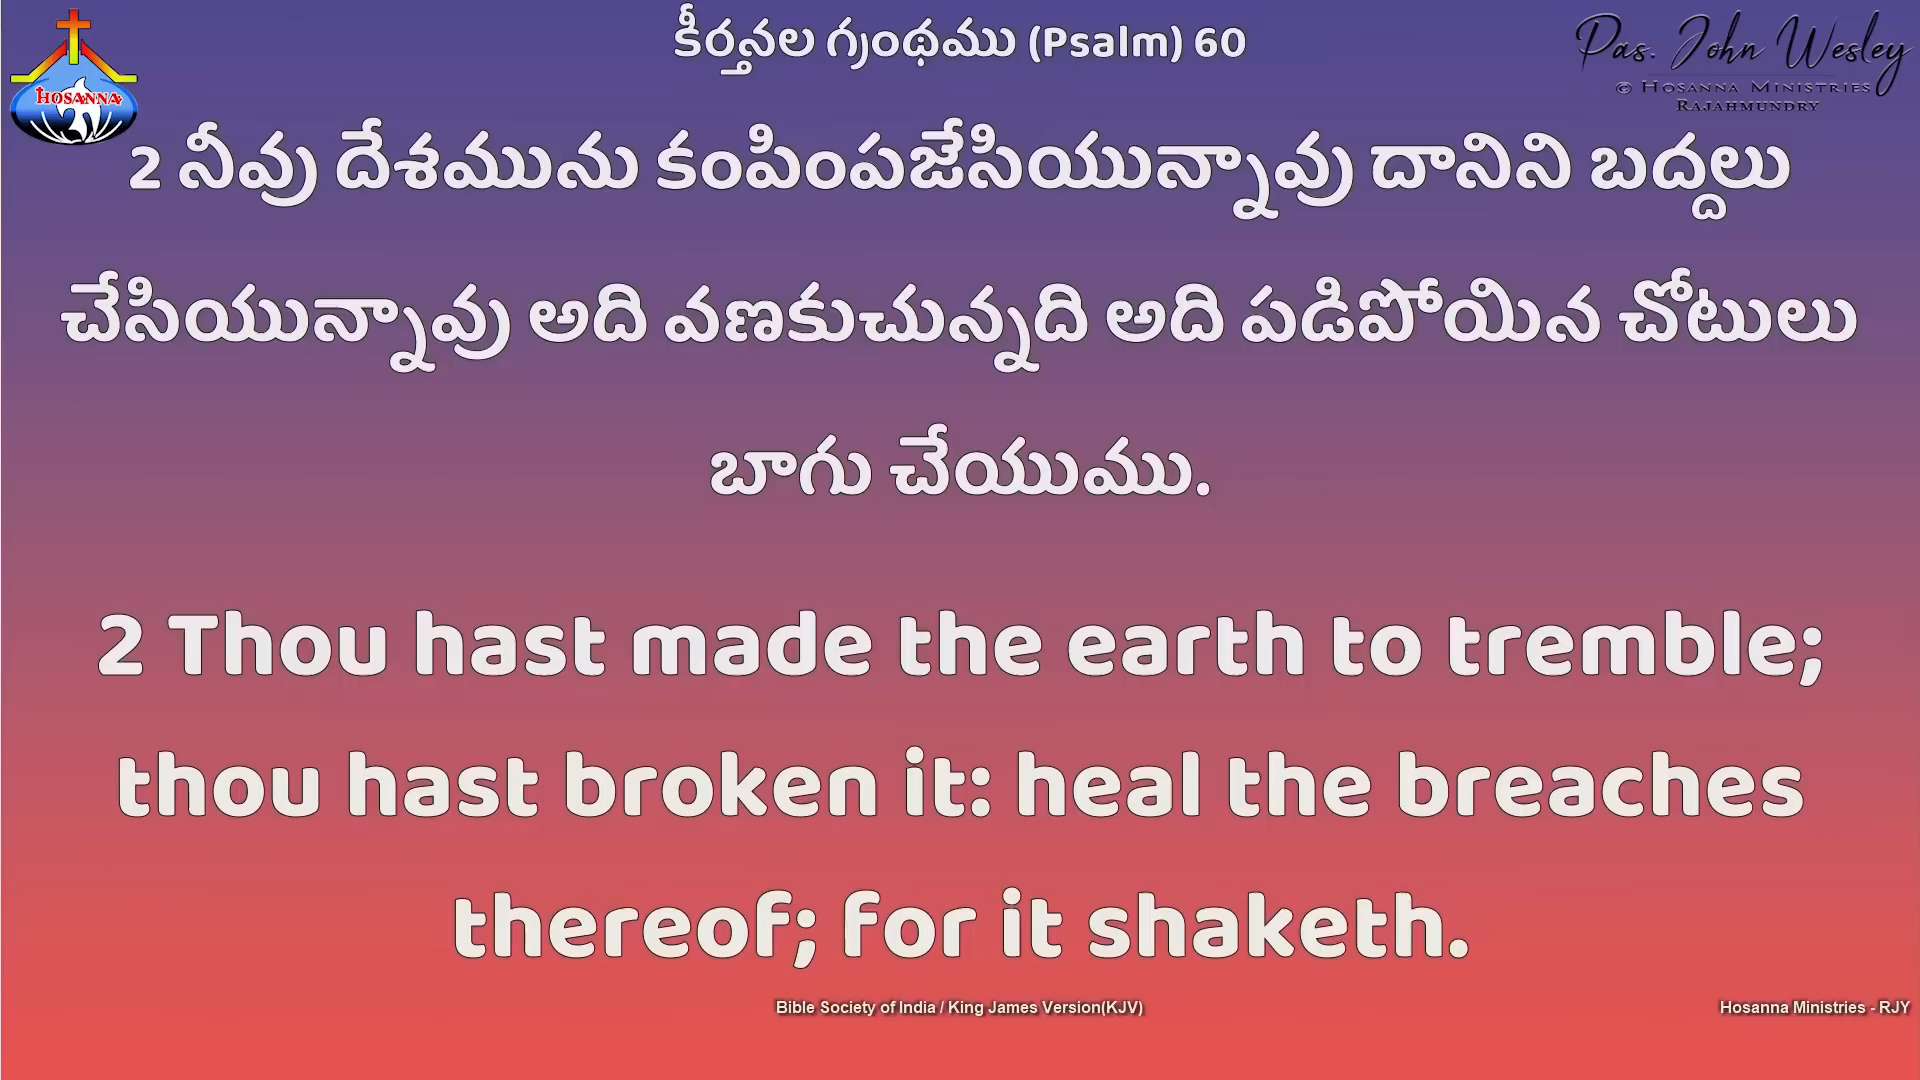 కీర్తనల గ్రంథము (Psalm) 60
HOSANNA
Pas. John Wesley
© HOSANNA MINISTRIES
RAJAHMUNDRY
2 నీవు దేశమును కంపింపజేసియున్నావు దానిని బద్దలు
చేసియున్నావు అది వణకుచున్నది అది పడిపోయిన చోటులు
బాగు చేయుము.
2 Thou hast made the earth to tremble;
thou hast broken it: heal the breaches
thereof; for it shaketh.
Bible Society of India / King James Version(KJV)
Hosanna Ministries - RJY